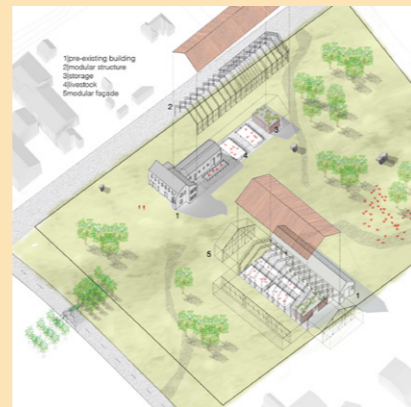 1|pre-existing building
2|modular structure
3|storage
4|livestock
5|modular façade
2
3
4
1
5
1